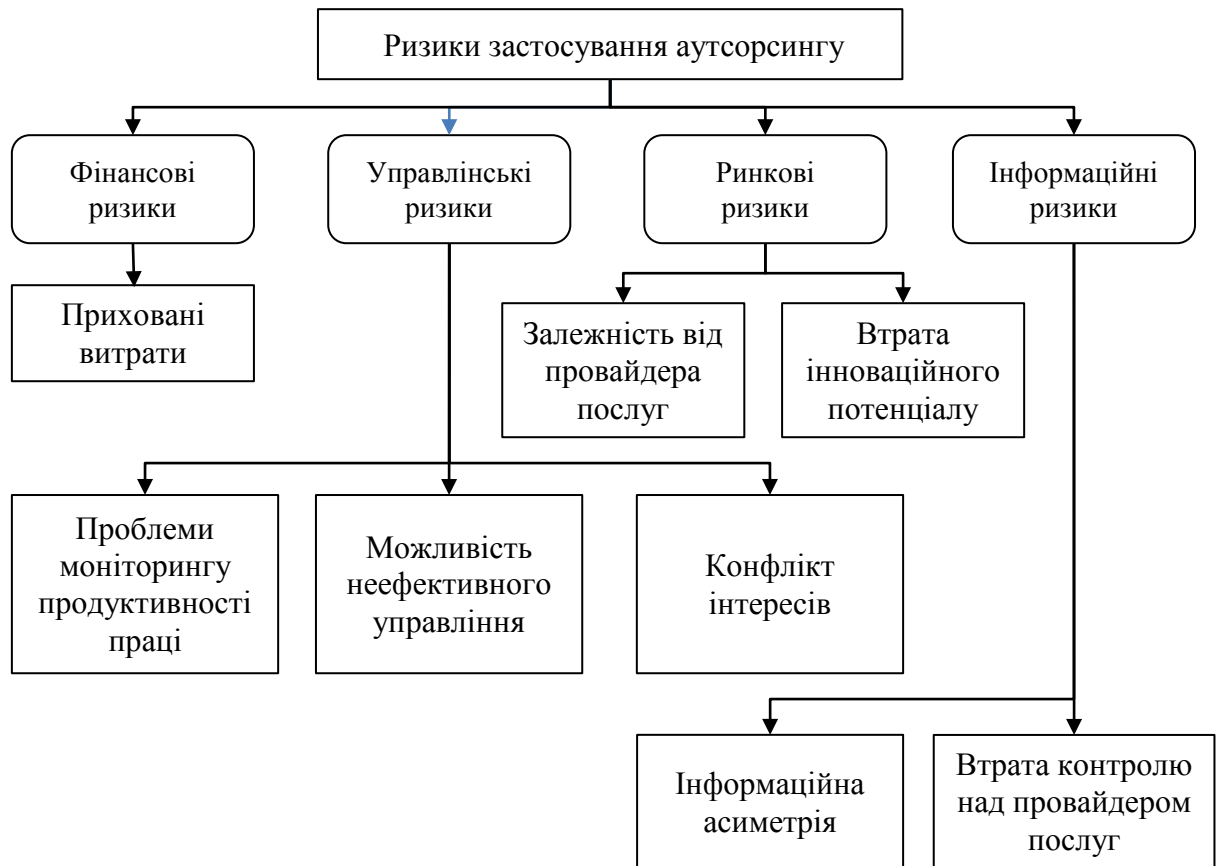 Ризики застосування аутсорсингу
Фінансові
ризики
Управлінські
ризики
Ринкові
ризики
Інформаційні
ризики
Приховані
витрати
Залежність від
провайдера
послуг
Втрата
інноваційного
потенціалу
Проблеми
моніторингу
продуктивності
праці
Можливість
неефективного
управління
Конфлікт
інтересів
Інформаційна
асиметрія
Втрата контролю
над провайдером
послуг